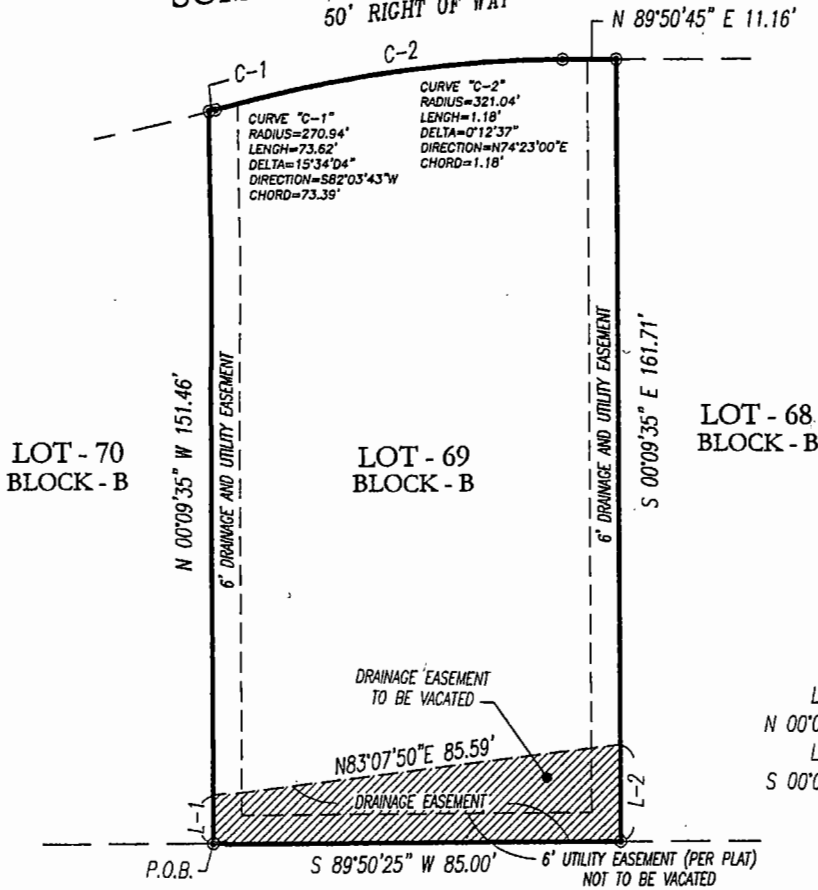 50' RIGHT OF WAY
N 89°50'45" E 11.16'
C-1
C-2
CURVE "C-1"
RADIUS=270.94'
LENGH=73.62'
DELTA=15°34'04"
DIRECTION=S82°03'43"W
CHORD=73.39'
CURVE "C-2"
RADIUS=321.04'
LENGH=1.18'
DELTA=0°12'37"
DIRECTION=N74°23'00"E
CHORD=1.18'
N 00°09'35" W 151.46'
6' DRAINAGE AND UTILITY EASEMENT
6' DRAINAGE AND UTILITY EASEMENT
S 00°09'35" E 161.71'
LOT - 70
BLOCK - B
LOT - 69
BLOCK - B
LOT - 68
BLOCK - B
DRAINAGE EASEMENT
TO BE VACATED
N83°07'50"E 85.59'
L-1
DRAINAGE EASEMENT
L-2
L
N 00°0
L
S 00°0
P.O.B.
S 89°50'25" W 85.00'
6' UTILITY EASEMENT (PER PLAT)
NOT TO BE VACATED